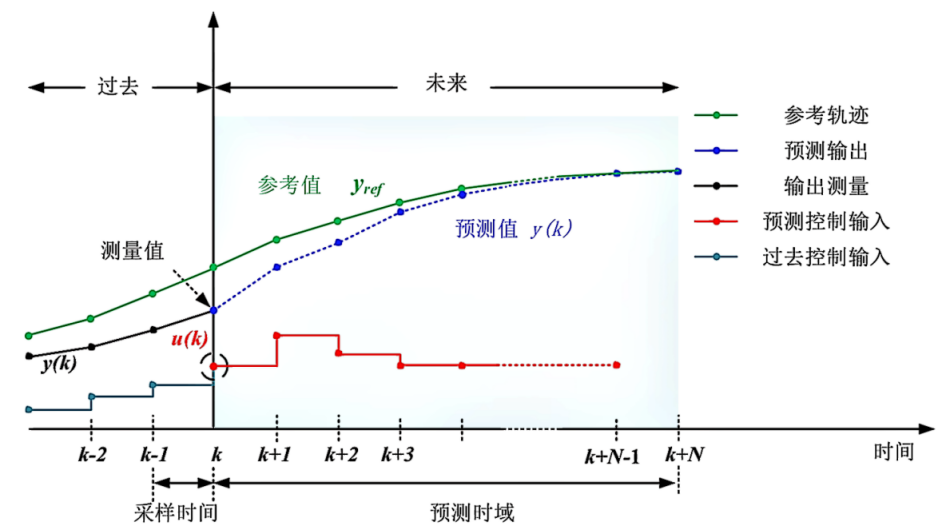 过去
未来
参考轨迹
预测输出
输出测量
预测控制输入
过去控制输入
参考值 yref
预测值 y(k)
测量值
u(k)
y(k)
k-2 k-1 k k+1 k+2 k+3 k+N-1 k+N 时间
采样时间 预测时域